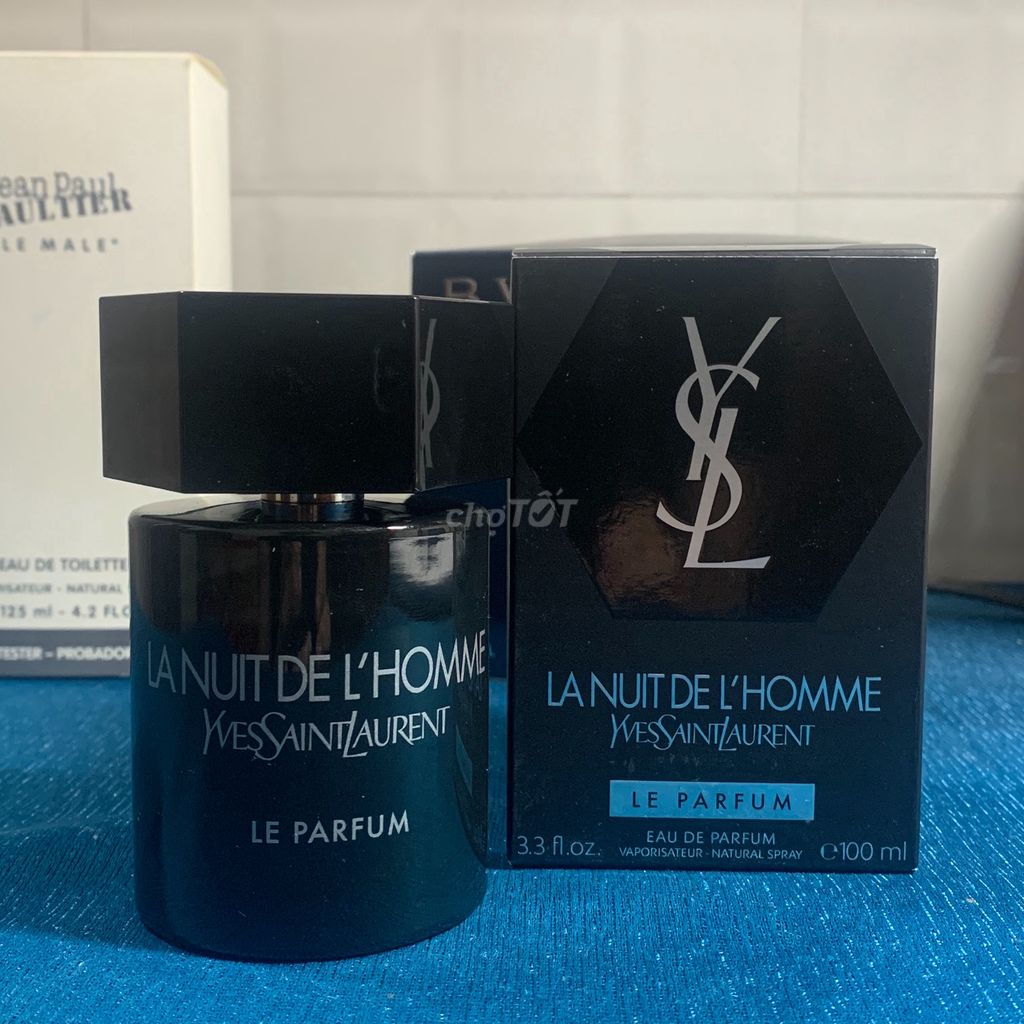 ean Paul
AULTIER
LE MALE*
EAU DE TOILETTE
NATURAL
125 ml - 4.2 FL
TESTER - PROBADOR
LA NUIT DE L'HOMME
YVESSAINTLAURENT
LE PARFUM
chợTỐT
YSL
LA NUIT DE L'HOMME
YVESSAINTLAURENT
LE PARFUM
EAU DE PARFUM
3.3 fl.oz. VAPORISATEUR - NATURAL SPRAY ℮100 ml